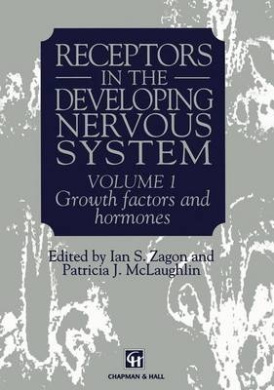 RECEPTORS
IN THE
DEVELOPING
NERVOUS
SYSTEM
VOLUME 1
Growth factors and
hormones
Edited by Ian S. Zagon and
Patricia J. McLaughlin
CHAPMAN & HALL